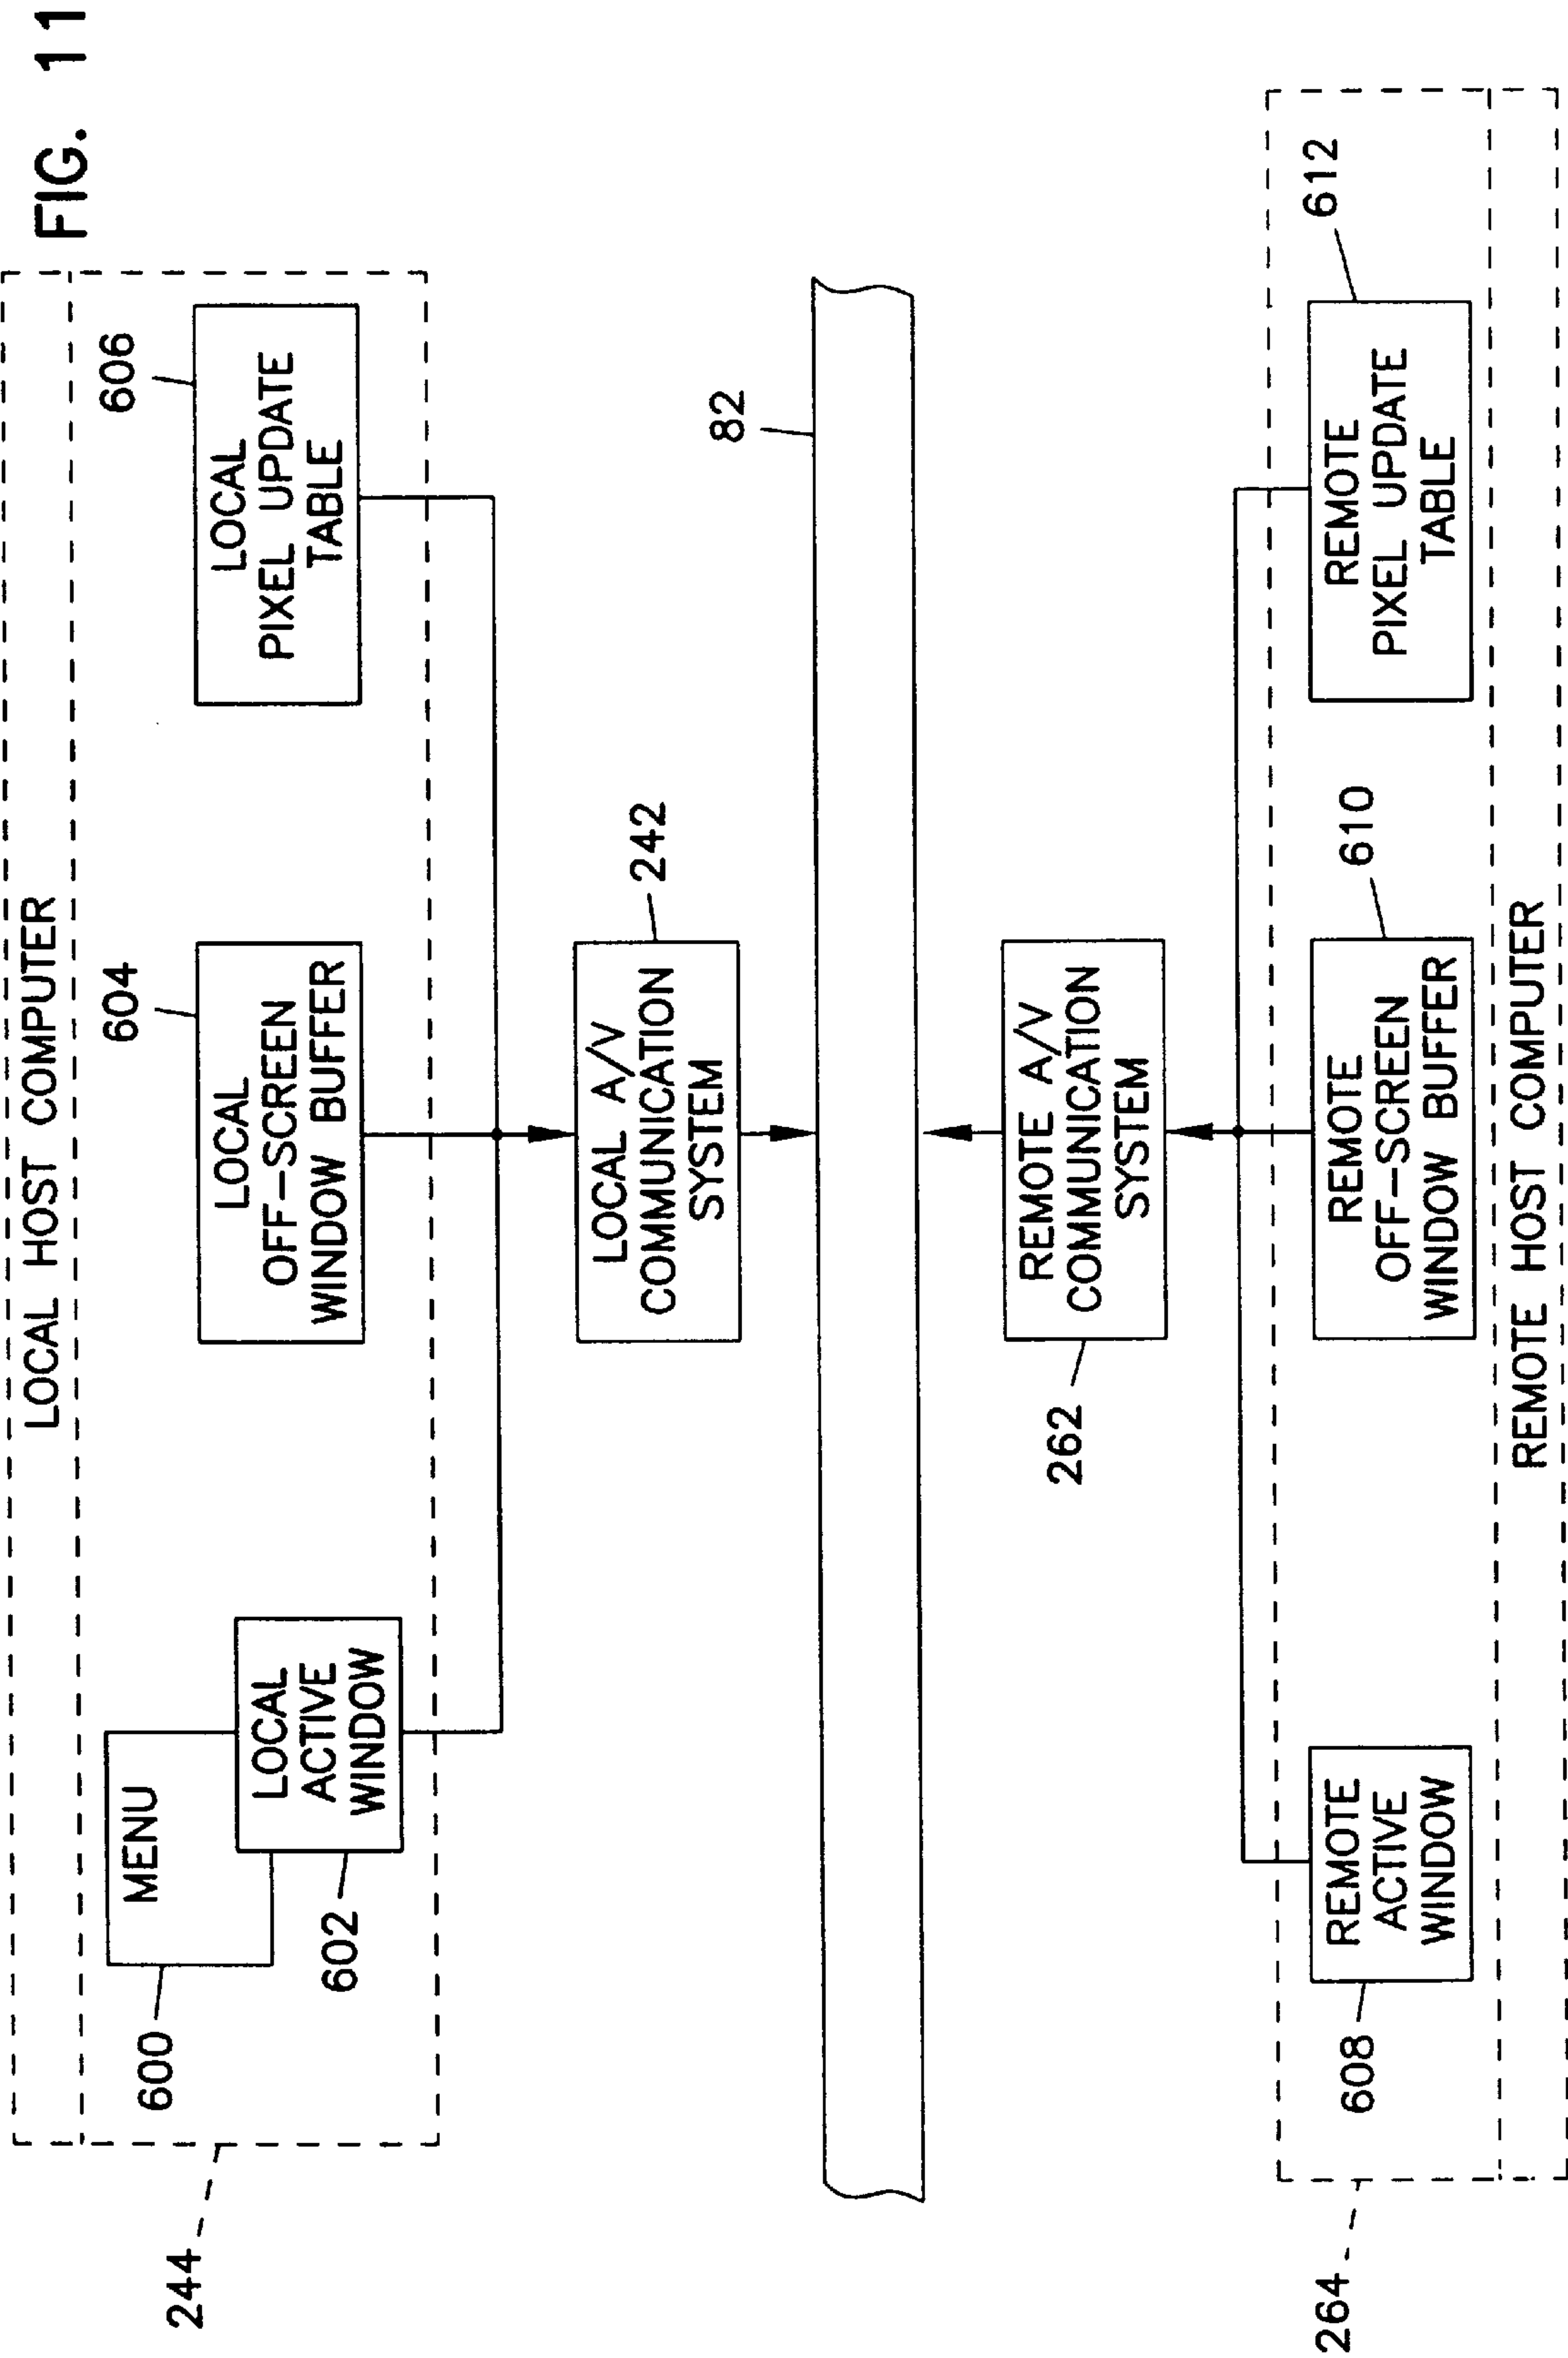 FIG. 11
LOCAL HOST COMPUTER
600
MENU
602
LOCAL
ACTIVE
WINDOW
604
LOCAL
OFF-SCREEN
WINDOW BUFFER
606
LOCAL
PIXEL UPDATE
TABLE
244
LOCAL A/V
COMMUNICATION
SYSTEM
242
82
262
REMOTE A/V
COMMUNICATION
SYSTEM
264
608
REMOTE
ACTIVE
WINDOW
610
REMOTE
OFF-SCREEN
WINDOW BUFFER
612
REMOTE
PIXEL UPDATE
TABLE
REMOTE HOST COMPUTER